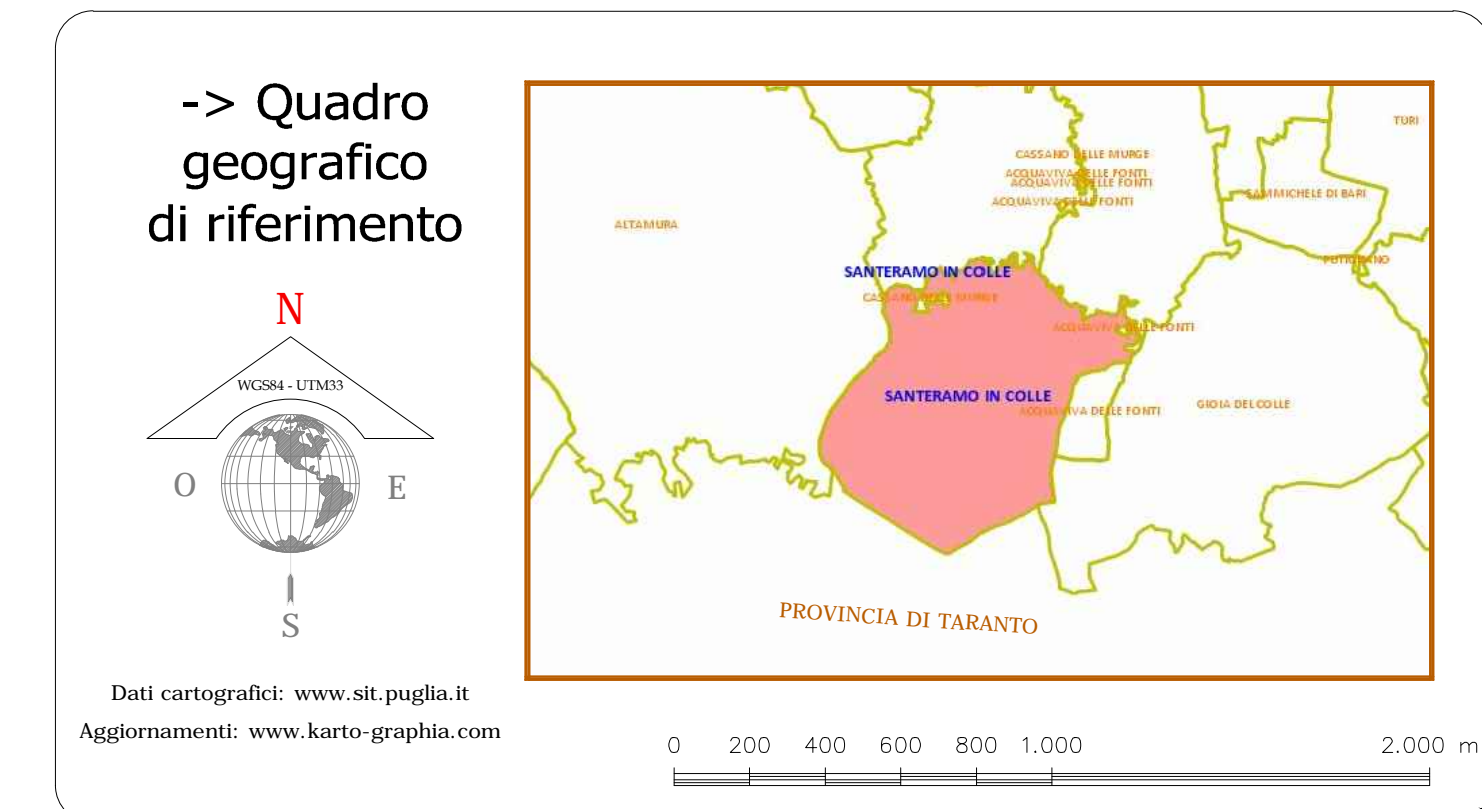 -> Quadro
geografico
di riferimento
N
WGS84 - UTM33
O
E
S
Dati cartografici: www.sit.puglia.it
Aggiornamenti: www.karto-graphia.com
TURI
CASSANO DELLE MURGE
ACQUAVIVA DELLE FONTI
ACQUAVIVA DELLE FONTI
SAMMICHELE DI BARI
ACQUAVIVA DELLE FONTI
ALTAMURA
PUTIGNANO
SANTERAMO IN COLLE
CASSANO DELLE MURGE
ACQUAVIVA DELLE FONTI
SANTERAMO IN COLLE
ACQUAVIVA DELLE FONTI
GIOIA DEL COLLE
PROVINCIA DI TARANTO
0 200 400 600 800 1.000 2.000 m